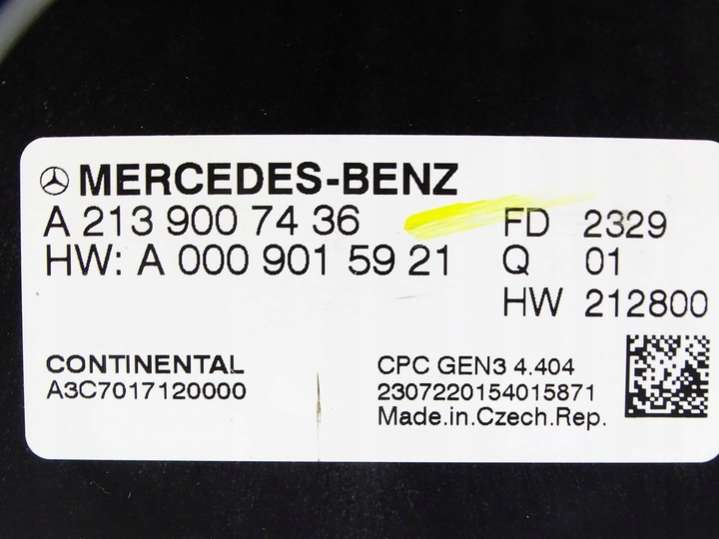 MERCEDES-BENZ
A 213 900 74 36
HW: A 000 901 59 21
FD 2329
Q 01
HW 212800
CONTINENTAL
A3C7017120000
CPC GEN3 4.404
2307220154015871
Made.in.Czech.Rep.